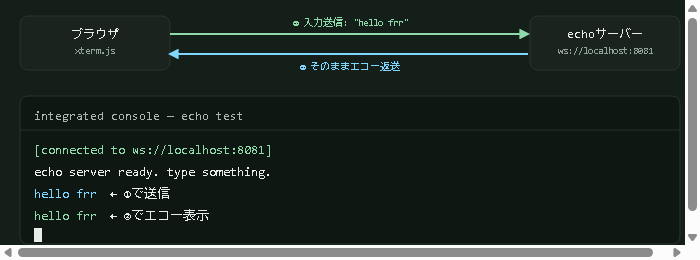 ブラウザ
xterm.js
① 入力送信: "hello frr"
echoサーバー
ws://localhost:8081
② そのままエコー返送
integrated console — echo test
[connected to ws://localhost:8081]
echo server ready. type something.
hello frr ← ①で送信
hello frr ← ②でエコー表示